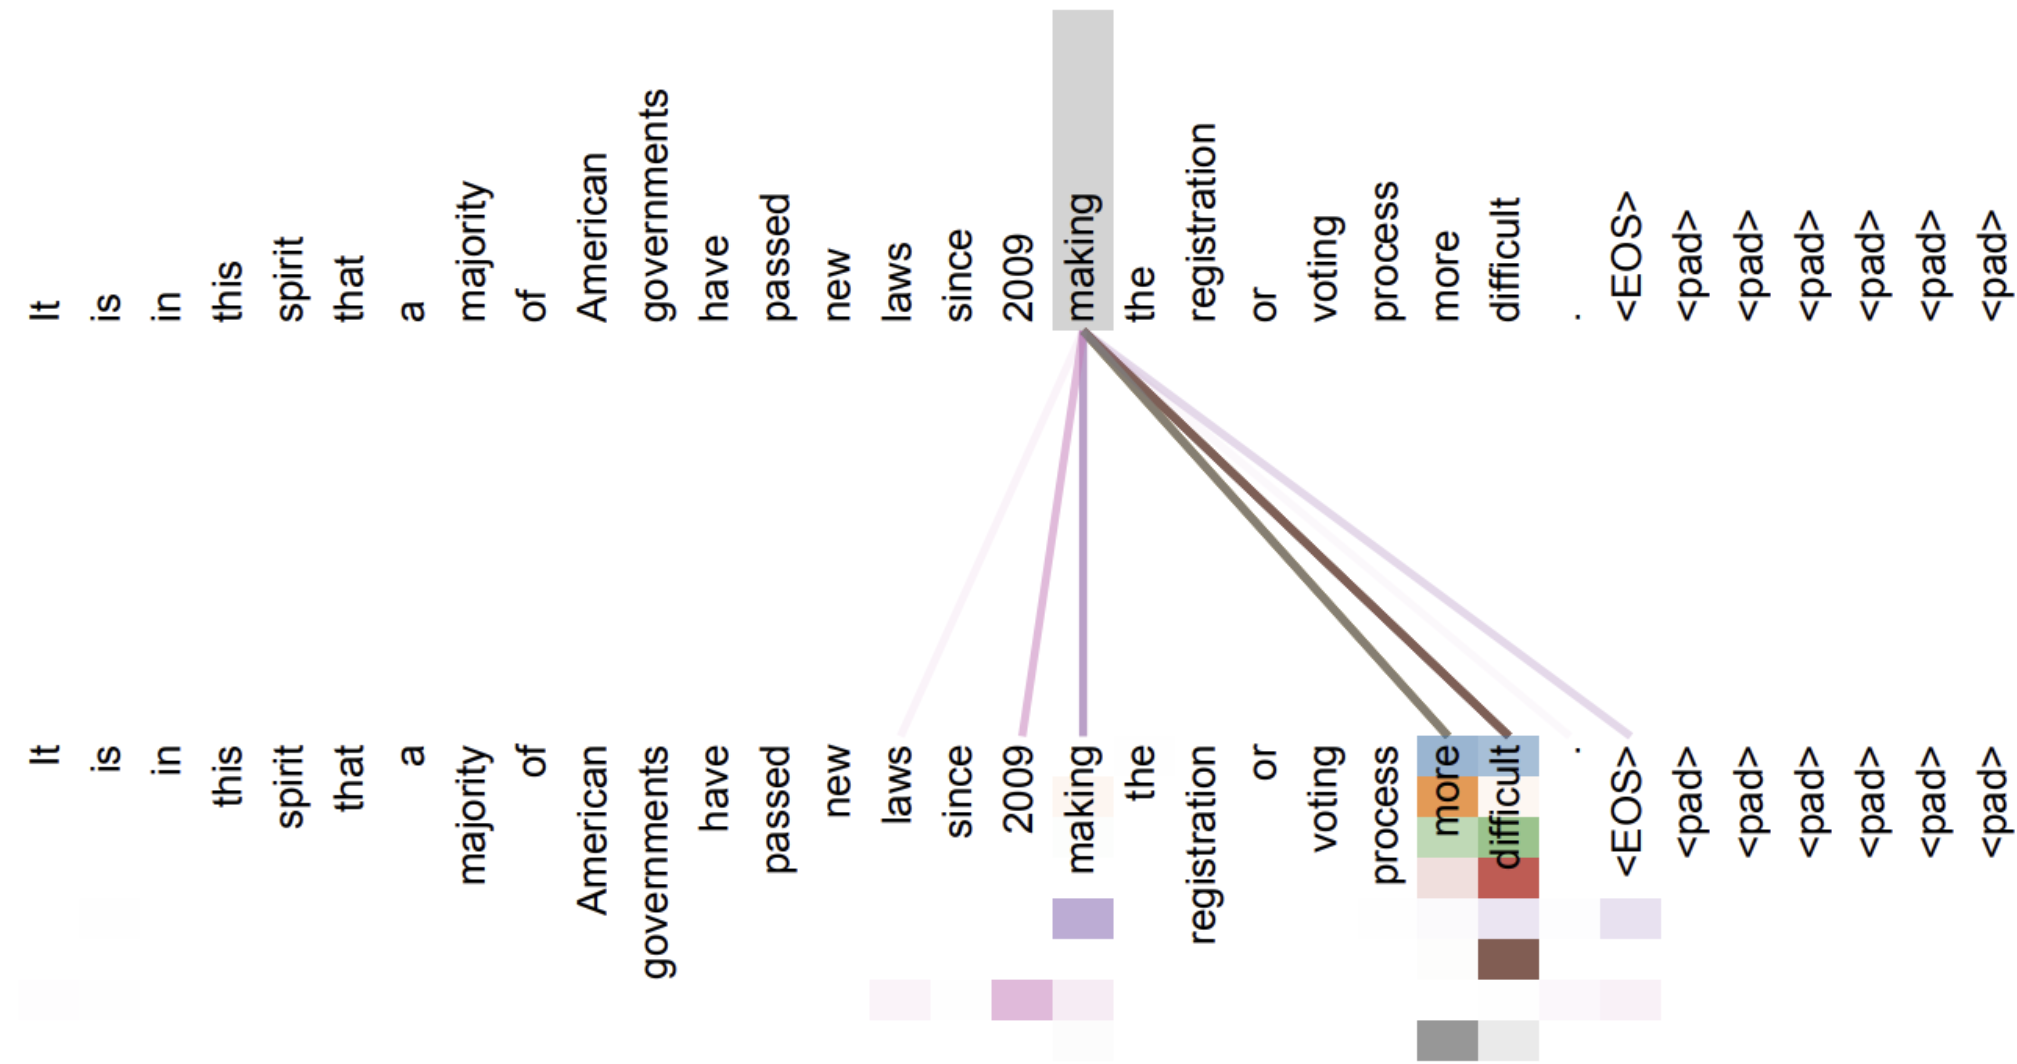 It is in this spirit that a majority of American governments have passed new laws since 2009 making the registration or voting process more difficult . <EOS> <pad> <pad> <pad> <pad> <pad> <pad>
It is in this spirit that a majority of American governments have passed new laws since 2009 making the registration or voting process more difficult . <EOS> <pad> <pad> <pad> <pad> <pad> <pad>